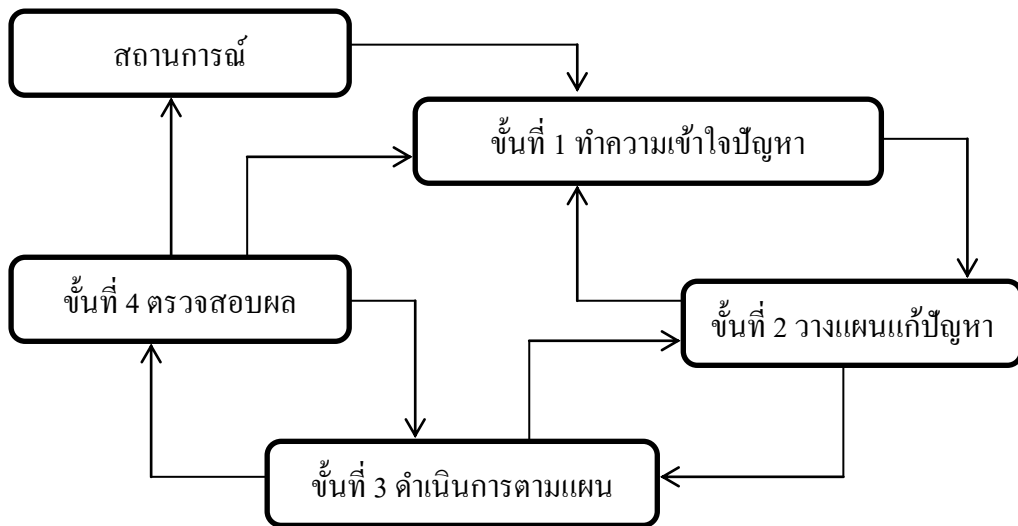 สถานการณ์
ขั้นที่ 1 ทำความเข้าใจปัญหา
ขั้นที่ 2 วางแผนแก้ปัญหา
ขั้นที่ 3 ดำเนินการตามแผน
ขั้นที่ 4 ตรวจสอบผล